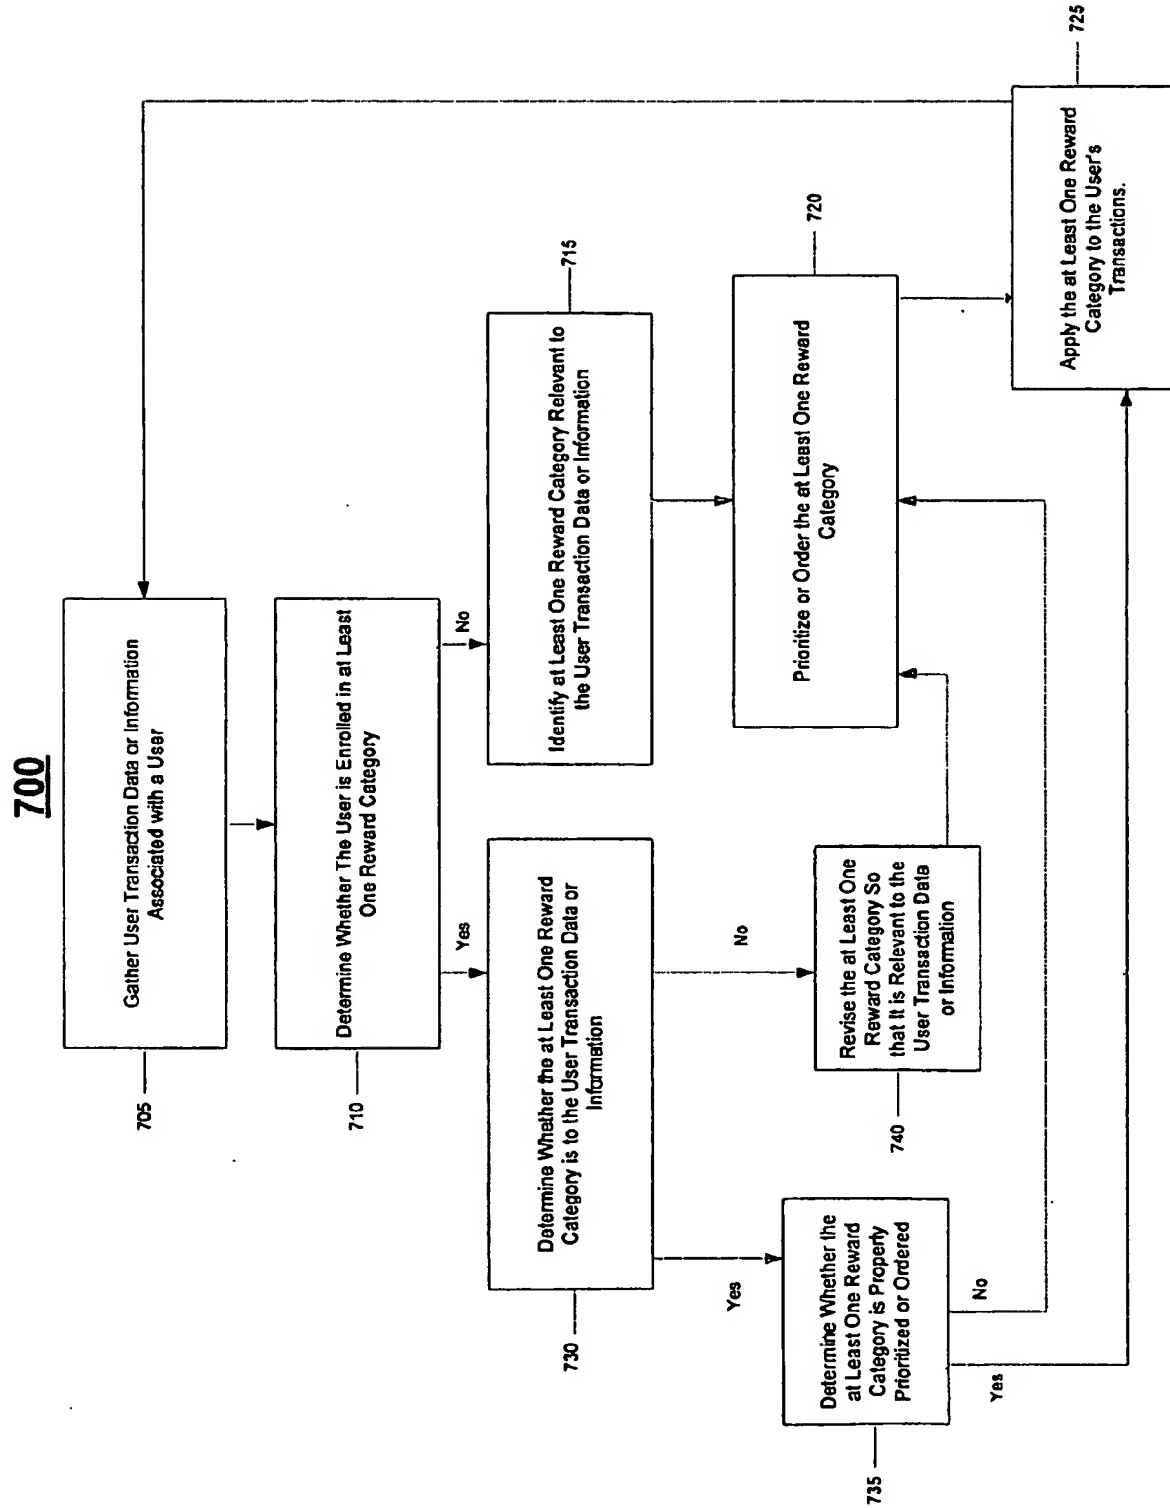 700
Gather User Transaction Data or Information
Associated with a User
705
Determine Whether The User is Enrolled in at Least
One Reward Category
710
Yes
No
Determine Whether the at Least One Reward
Category is to the User Transaction Data or
Information
730
Identify at Least One Reward Category Relevant to
the User Transaction Data or Information
715
Yes
No
Determine Whether the
at Least One Reward
Category is Properly
Prioritized or Ordered
735
Revise the at Least One
Reward Category So
that It is Relevant to the
User Transaction Data
or Information
740
Prioritize or Order the at Least One Reward
Category
720
Yes
No
Apply the at Least One Reward
Category to the User's
Transactions.
725